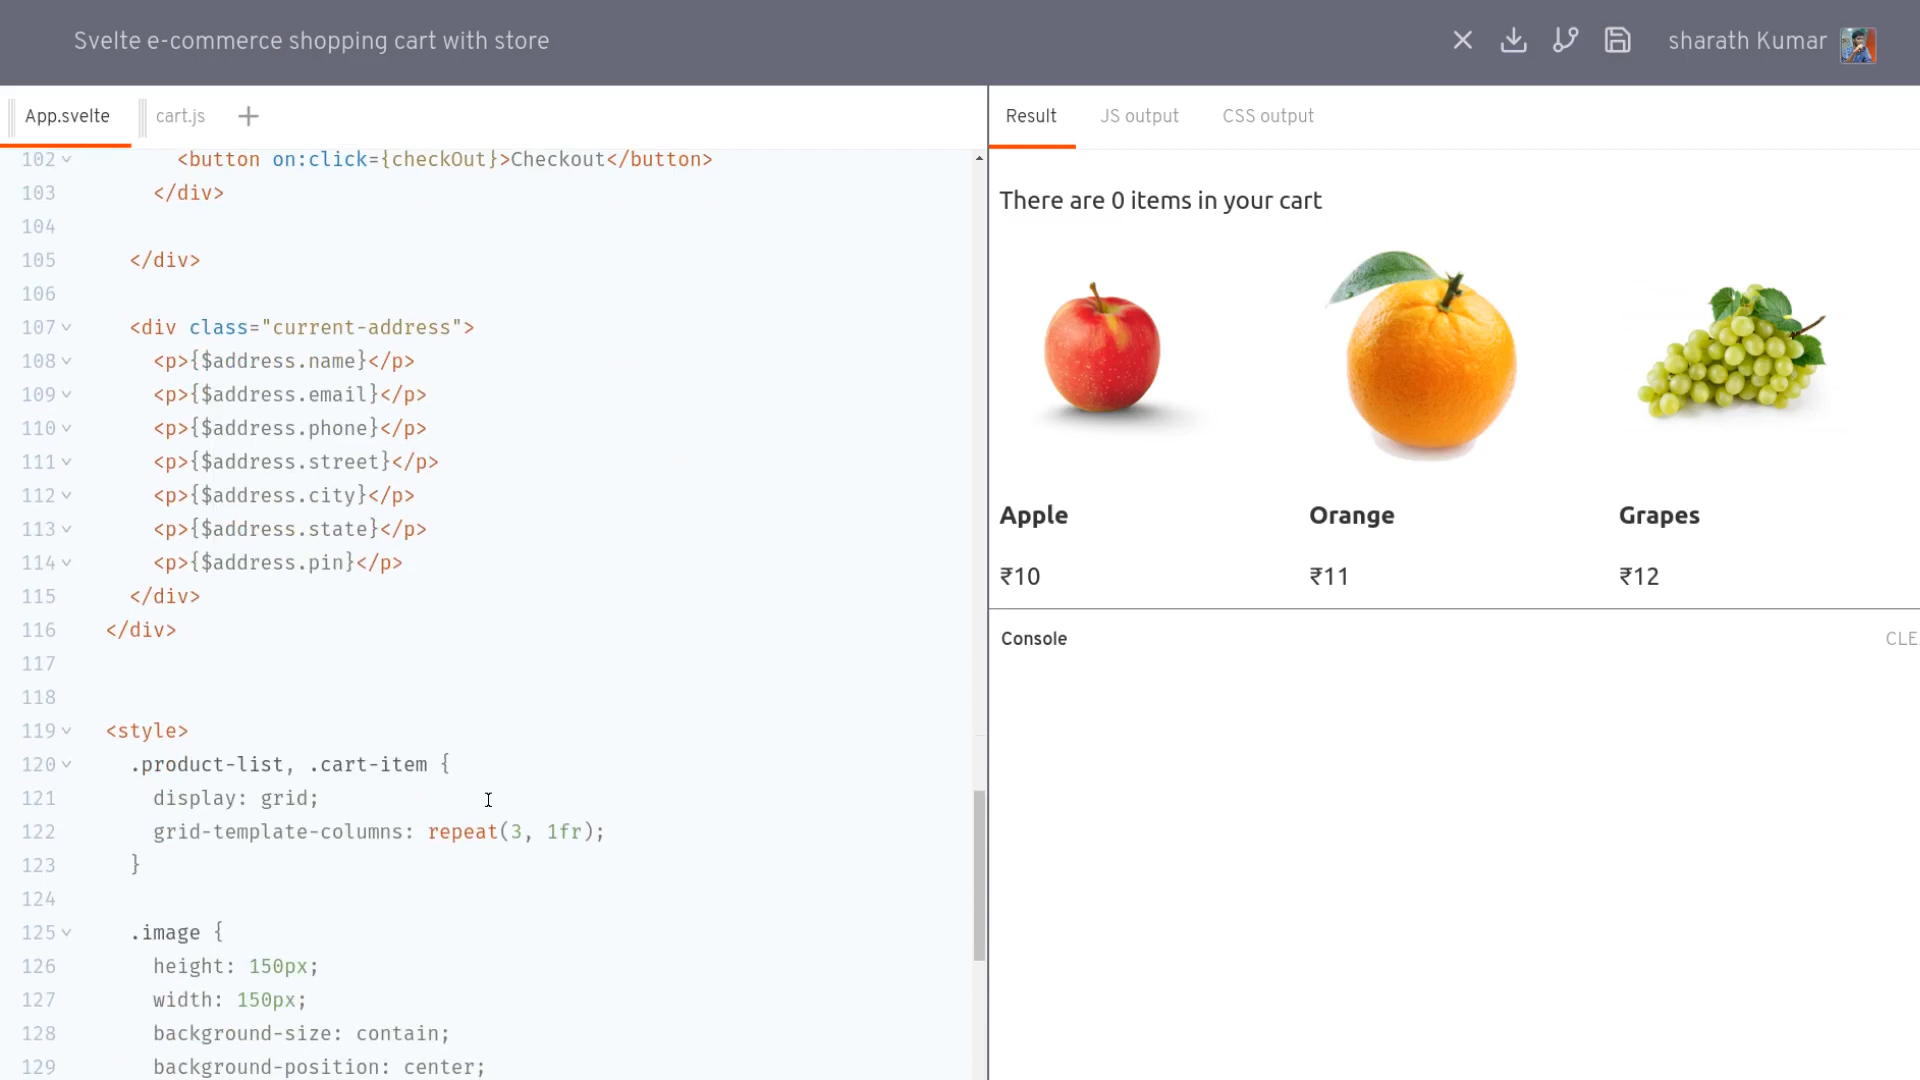 Svelte e-commerce shopping cart with store
sharath Kumar
App.svelte
cart.js
Result
JS output
CSS output
102 <button on:click={checkOut}>Checkout</button>
103 </div>
104
105 </div>
106
107 <div class="current-address">
108 <p>{$address.name}</p>
109 <p>{$address.email}</p>
110 <p>{$address.phone}</p>
111 <p>{$address.street}</p>
112 <p>{$address.city}</p>
113 <p>{$address.state}</p>
114 <p>{$address.pin}</p>
115 </div>
116 </div>
117
118
119 <style>
120 .product-list, .cart-item {
121 display: grid;
122 grid-template-columns: repeat(3, 1fr);
123 }
124
125 .image {
126 height: 150px;
127 width: 150px;
128 background-size: contain;
129 background-position: center;
There are 0 items in your cart
Apple
Orange
Grapes
₹10
₹11
₹12
Console
CLE